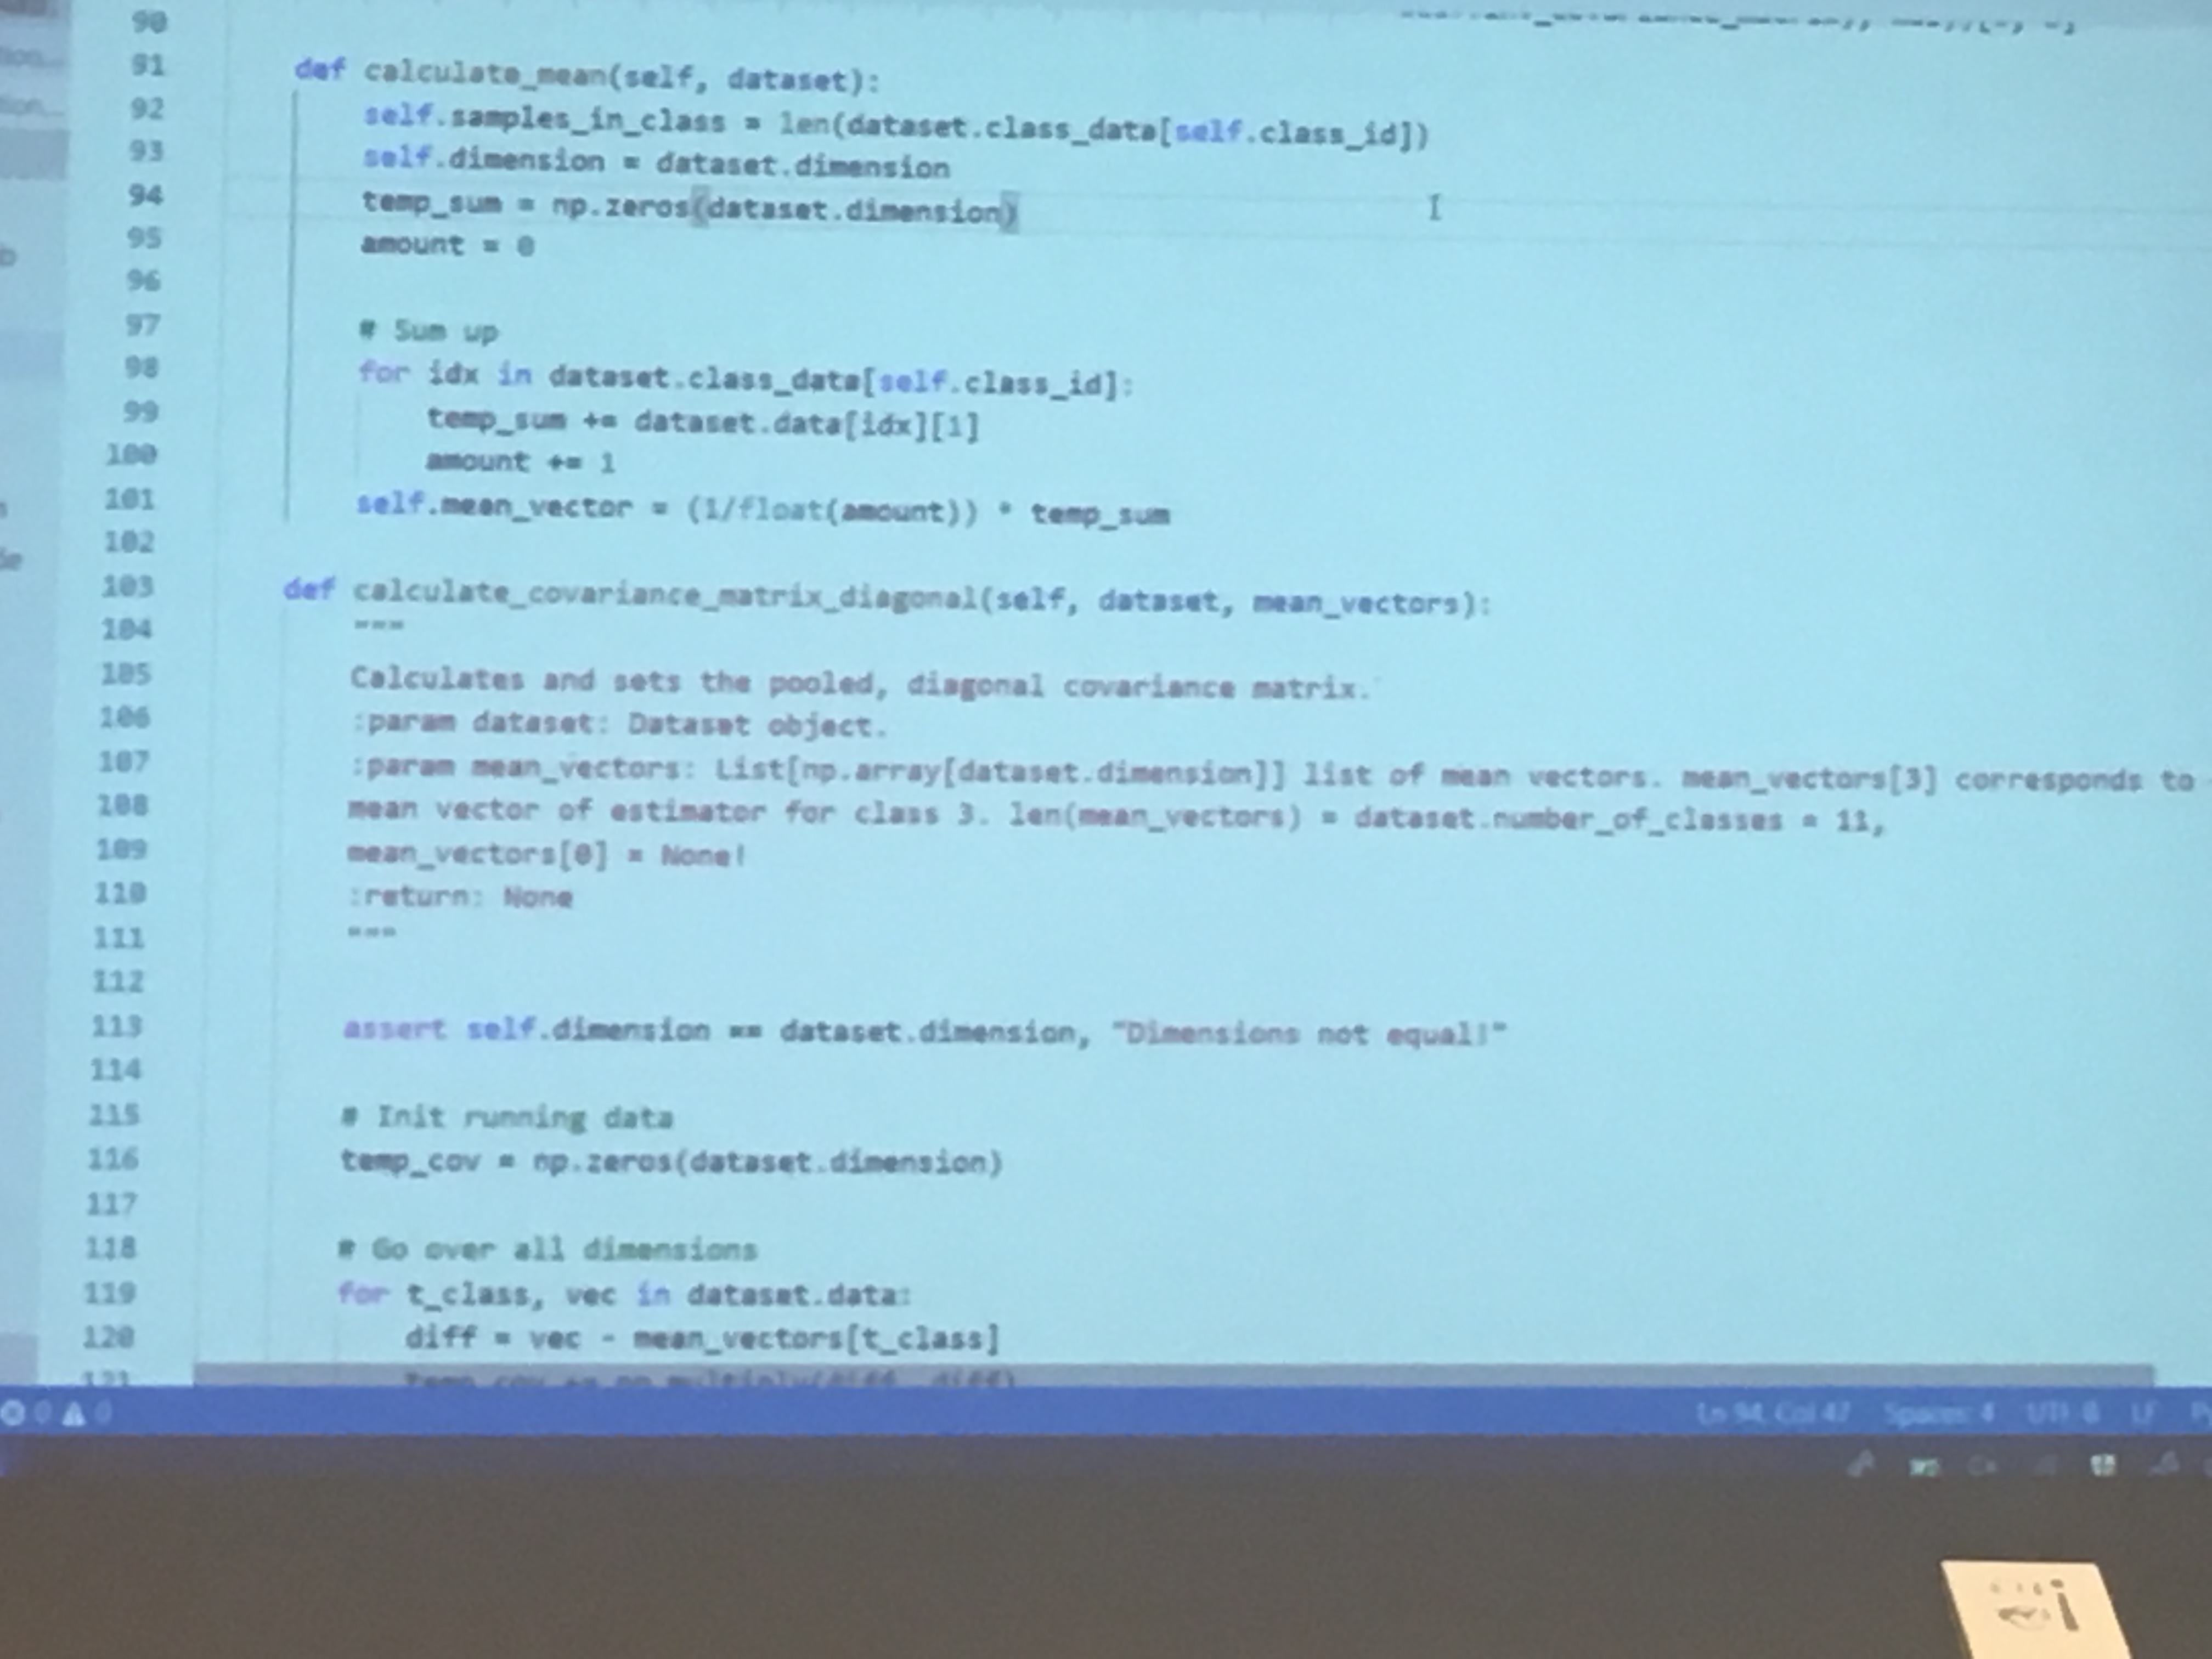 90
91 def calculate_mean(self, dataset):
92 self.samples_in_class = len(dataset.class_data[self.class_id])
93 self.dimension = dataset.dimension
94 temp_sum = np.zeros(dataset.dimension)
95 amount = 0
96
97 # Sum up
98 for idx in dataset.class_data[self.class_id]:
99 temp_sum += dataset.data[idx][1]
100 amount += 1
101 self.mean_vector = (1/float(amount)) * temp_sum
102
103 def calculate_covariance_matrix_diagonal(self, dataset, mean_vectors):
104 """
105 Calculates and sets the pooled, diagonal covariance matrix.
106 :param dataset: Dataset object.
107 :param mean_vectors: List[np.array[dataset.dimension]] list of mean vectors. mean_vectors[3] corresponds to
108 mean vector of estimator for class 3. len(mean_vectors) = dataset.number_of_classes = 11,
109 mean_vectors[0] = None!
110 :return: None
111 """
112
113 assert self.dimension == dataset.dimension, "Dimensions not equal!"
114
115 # Init running data
116 temp_cov = np.zeros(dataset.dimension)
117
118 # Go over all dimensions
119 for t_class, vec in dataset.data:
120 diff = vec - mean_vectors[t_class]
121 temp_cov += np.multiply(diff, diff)
0 0 Ln 94, Col 47 Spaces: 4 UTF-8 LF